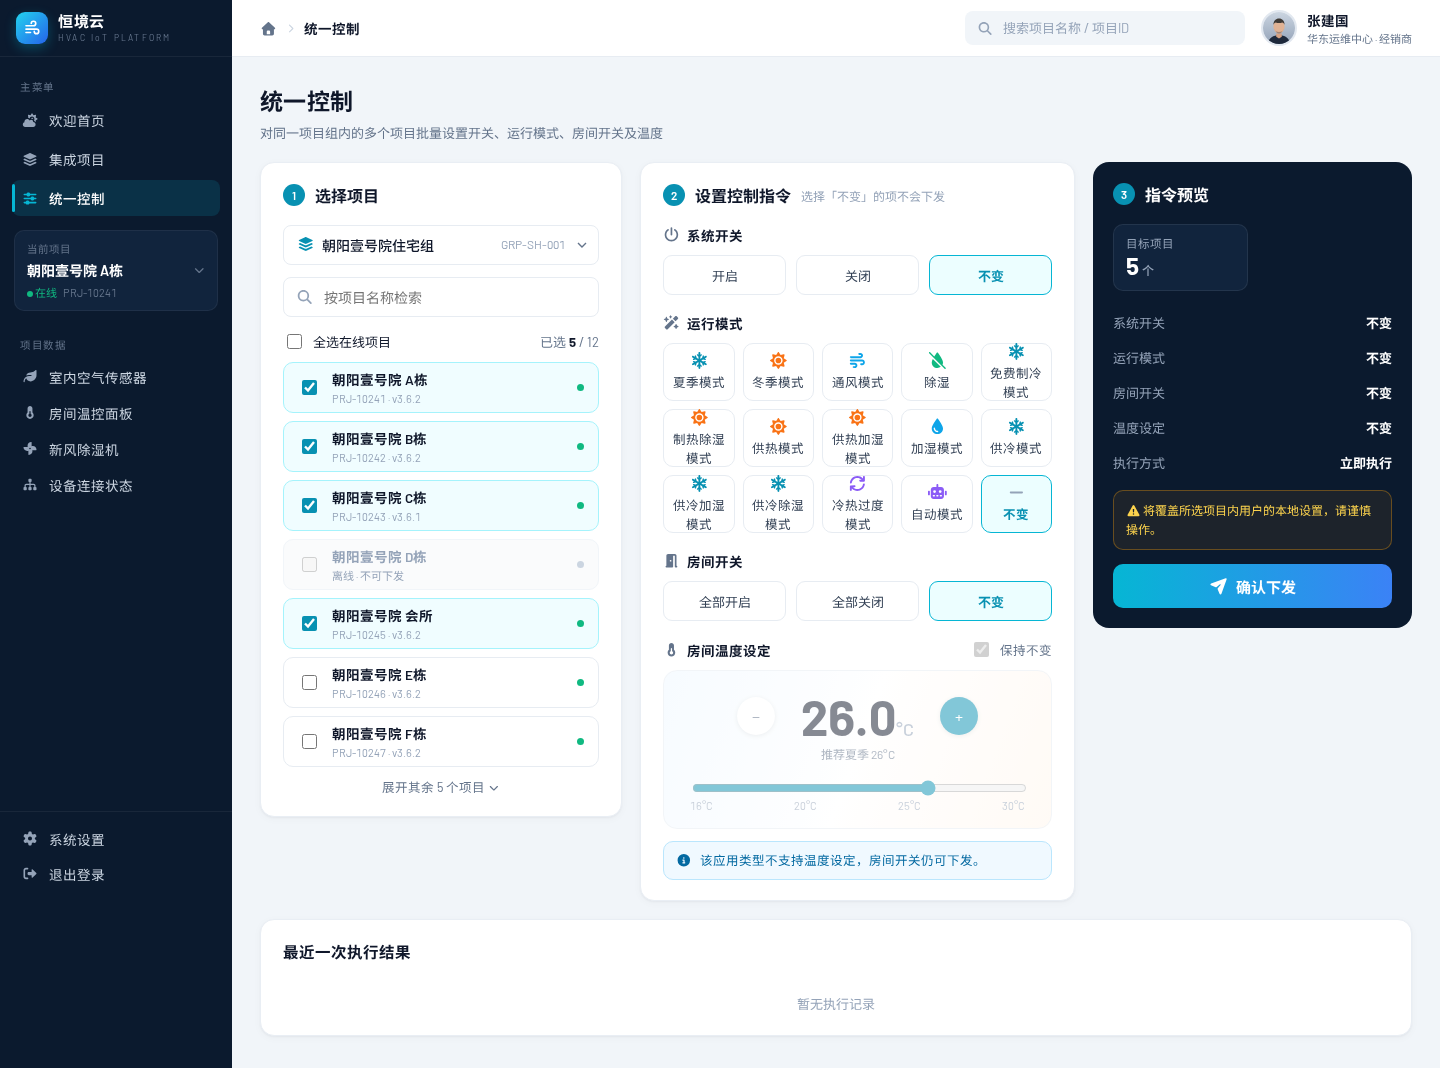 恒境云
HVAC IoT PLATFORM
主菜单
欢迎首页
集成项目
统一控制
当前项目
朝阳壹号院 A栋
在线 PRJ-10241
项目数据
室内空气传感器
房间温控面板
新风除湿机
设备连接状态
系统设置
退出登录
统一控制
搜索项目名称 / 项目ID
张建国
华东运维中心 · 经销商
统一控制
对同一项目组内的多个项目批量设置开关、运行模式、房间开关及温度
1 选择项目
朝阳壹号院住宅组 GRP-SH-001
按项目名称检索
全选在线项目 已选 5 / 12
朝阳壹号院 A栋
PRJ-10241 · v3.6.2
朝阳壹号院 B栋
PRJ-10242 · v3.6.2
朝阳壹号院 C栋
PRJ-10243 · v3.6.1
朝阳壹号院 D栋
离线 · 不可下发
朝阳壹号院 会所
PRJ-10245 · v3.6.2
朝阳壹号院 E栋
PRJ-10246 · v3.6.2
朝阳壹号院 F栋
PRJ-10247 · v3.6.2
展开其余 5 个项目
2 设置控制指令 选择「不变」的项不会下发
系统开关
开启 关闭 不变
运行模式
夏季模式 冬季模式 通风模式 除湿 免费制冷
模式
制热除湿
模式 供热模式 供热加湿
模式 加湿模式 供冷模式
供冷加湿
模式 供冷除湿
模式 冷热过度
模式 自动模式 不变
房间开关
全部开启 全部关闭 不变
房间温度设定 保持不变
− 26.0°C +
推荐夏季 26°C
16°C 20°C 25°C 30°C
该应用类型不支持温度设定，房间开关仍可下发。
3 指令预览
目标项目
5 个
系统开关 不变
运行模式 不变
房间开关 不变
温度设定 不变
执行方式 立即执行
将覆盖所选项目内用户的本地设置，请谨慎
操作。
确认下发
最近一次执行结果
暂无执行记录